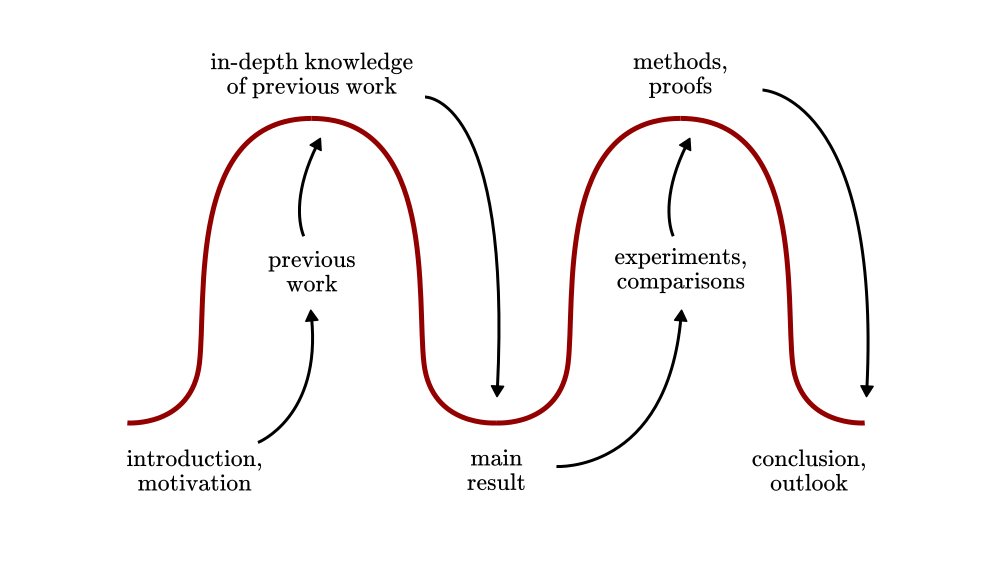 in-depth knowledge
of previous work
methods,
proofs
previous
work
experiments,
comparisons
introduction,
motivation
main
result
conclusion,
outlook